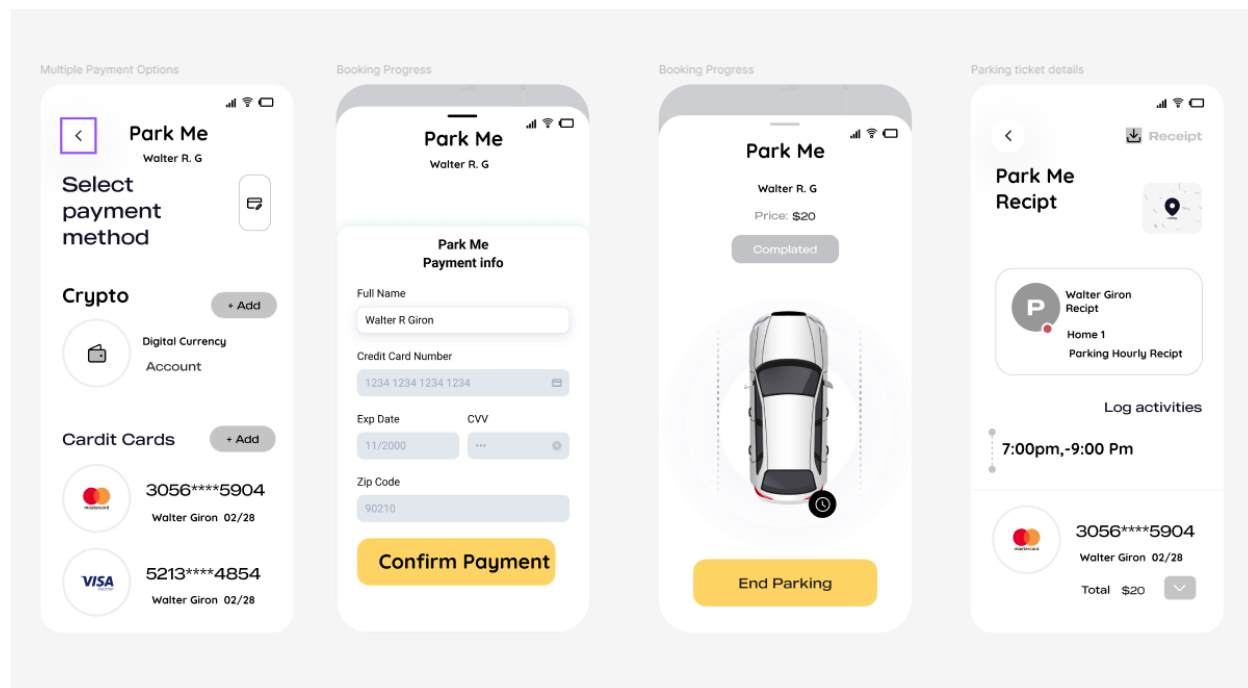 Multiple Payment Options
Park Me
Walter R. G
Select
payment
method
Crypto
+ Add
Digital Currency
Account
Cardit Cards
+ Add
mastercard
3056****5904
Walter Giron 02/28
VISA
5213****4854
Walter Giron 02/28
Booking Progress
Park Me
Walter R. G
Park Me
Payment info
Full Name
Walter R Giron
Credit Card Number
1234 1234 1234 1234
Exp Date
CVV
11/2000
•••
Zip Code
90210
Confirm Payment
Booking Progress
Park Me
Walter R. G
Price: $20
Complated
End Parking
Parking ticket details
Receipt
Park Me
Recipt
P
Walter Giron
Recipt
Home 1
Parking Hourly Recipt
Log activities
7:00pm,-9:00 Pm
mastercard
3056****5904
Walter Giron 02/28
Total $20